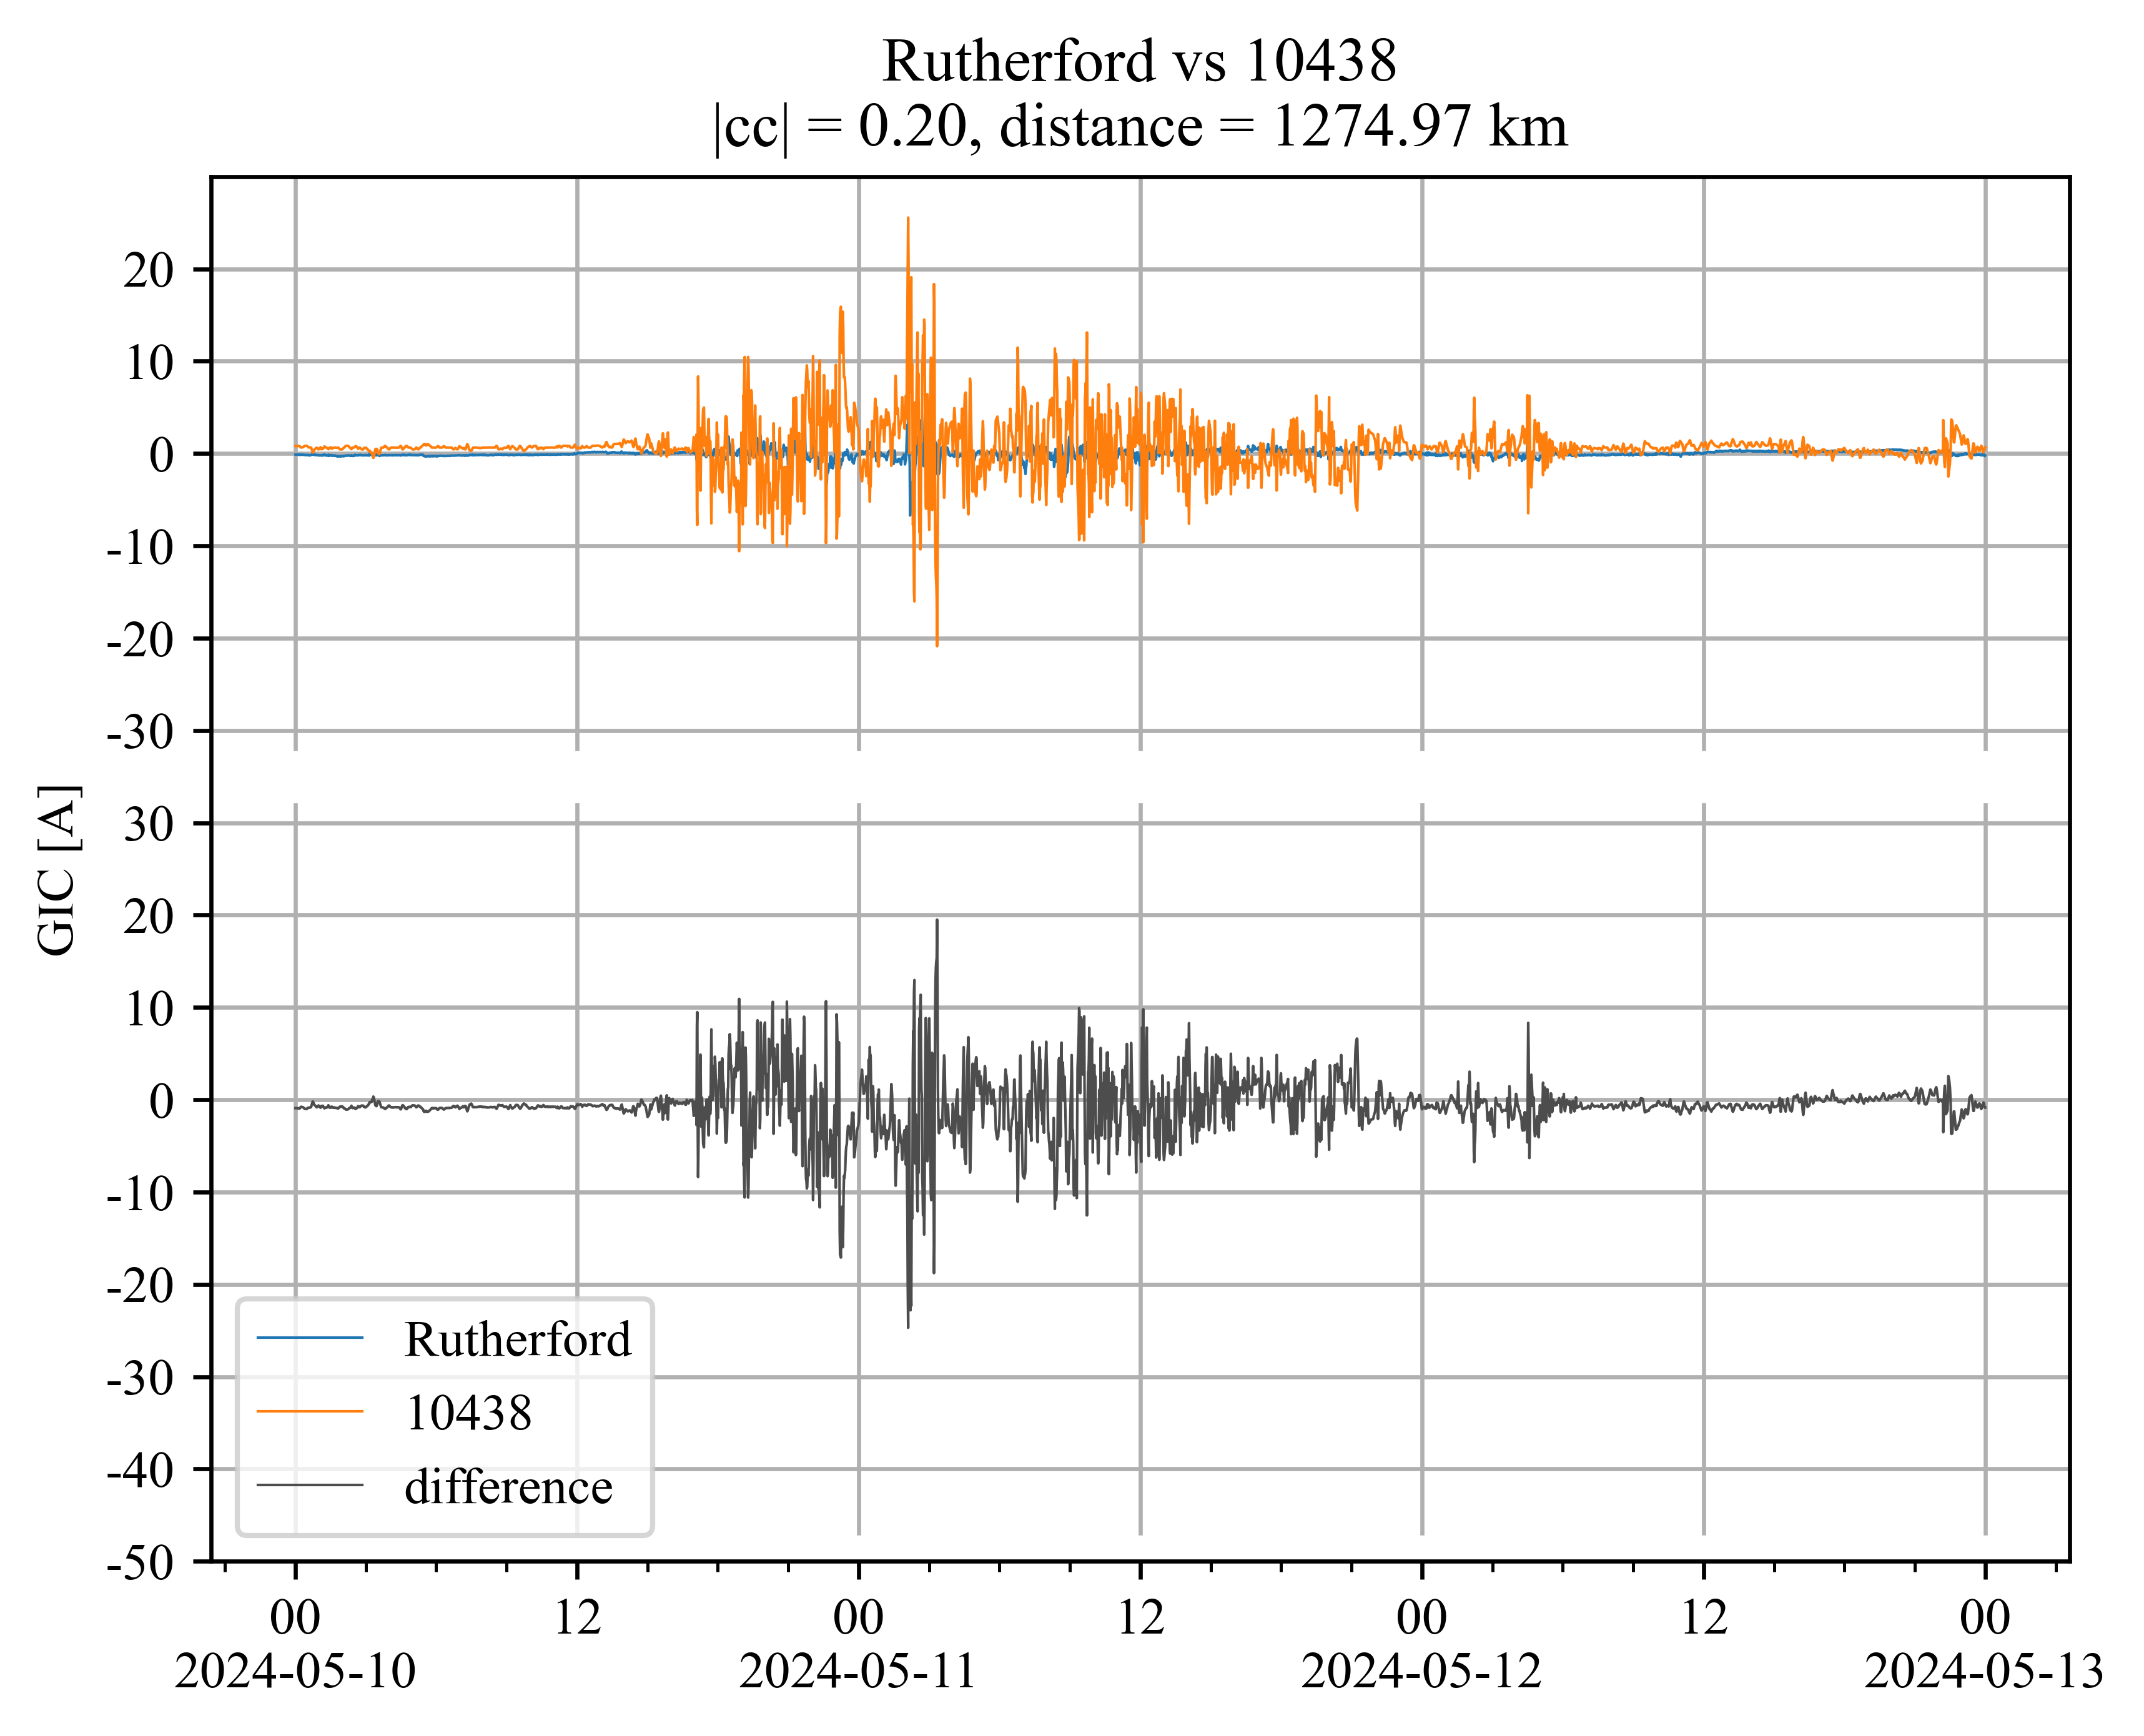 Rutherford vs 10438
|cc| = 0.20, distance = 1274.97 km
20
10
0
-10
-20
-30
30
20
10
0
-10
-20
-30
-40
-50
GIC [A]
Rutherford
10438
difference
00 12 00 12 00 12 00
2024-05-10 2024-05-11 2024-05-12 2024-05-13